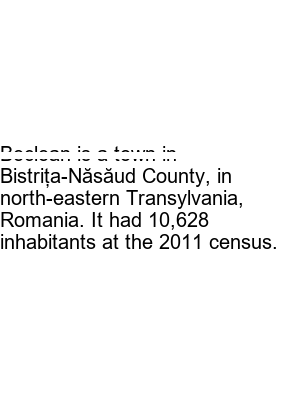 Beclean is a town in
Bistrița-Năsăud County, in
north-eastern Transylvania,
Romania. It had 10,628
inhabitants at the 2011 census.